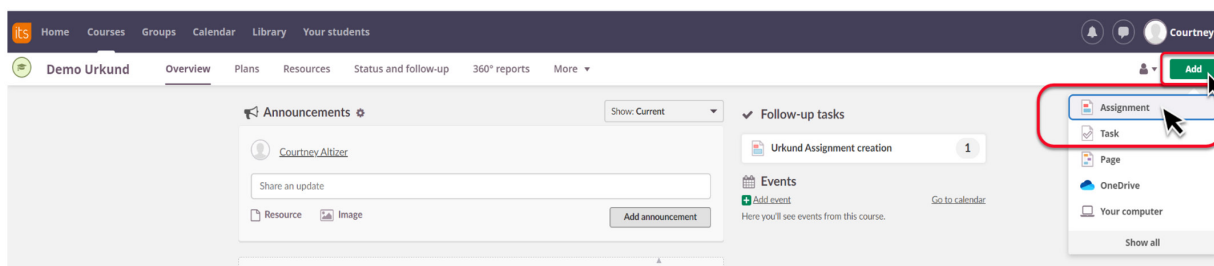 its Home Courses Groups Calendar Library Your students Courtney
Demo Urkund Overview Plans Resources Status and follow-up 360° reports More Add
Announcements Show: Current
Courtney Altizer
Share an update
Resource Image Add announcement
Follow-up tasks
Urkund Assignment creation 1
Events
Add event Go to calendar
Here you'll see events from this course.
Assignment
Task
Page
OneDrive
Your computer
Show all